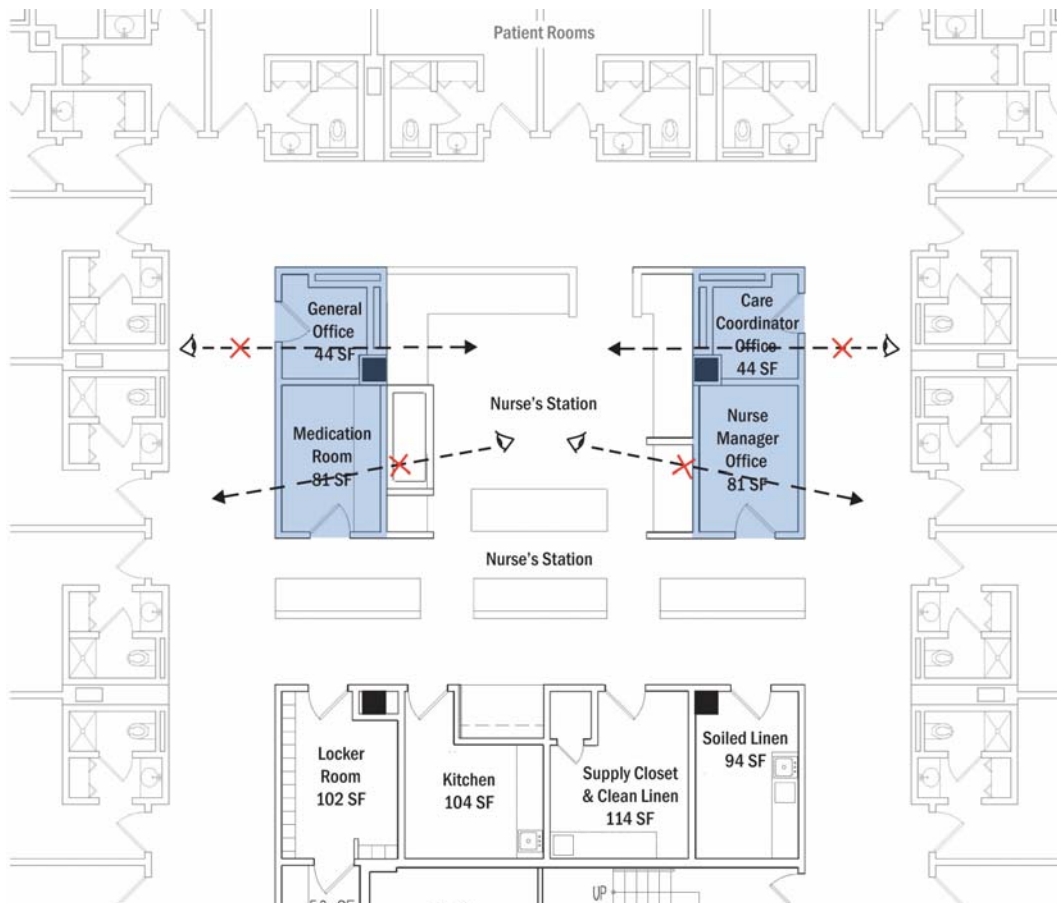 Patient Rooms
General
Office
44 SF
Care
Coordinator
Office
44 SF
Nurse's Station
Medication
Room
81 SF
Nurse
Manager
Office
81 SF
Nurse's Station
Locker
Room
102 SF
Kitchen
104 SF
Supply Closet
& Clean Linen
114 SF
Soiled Linen
94 SF
UP